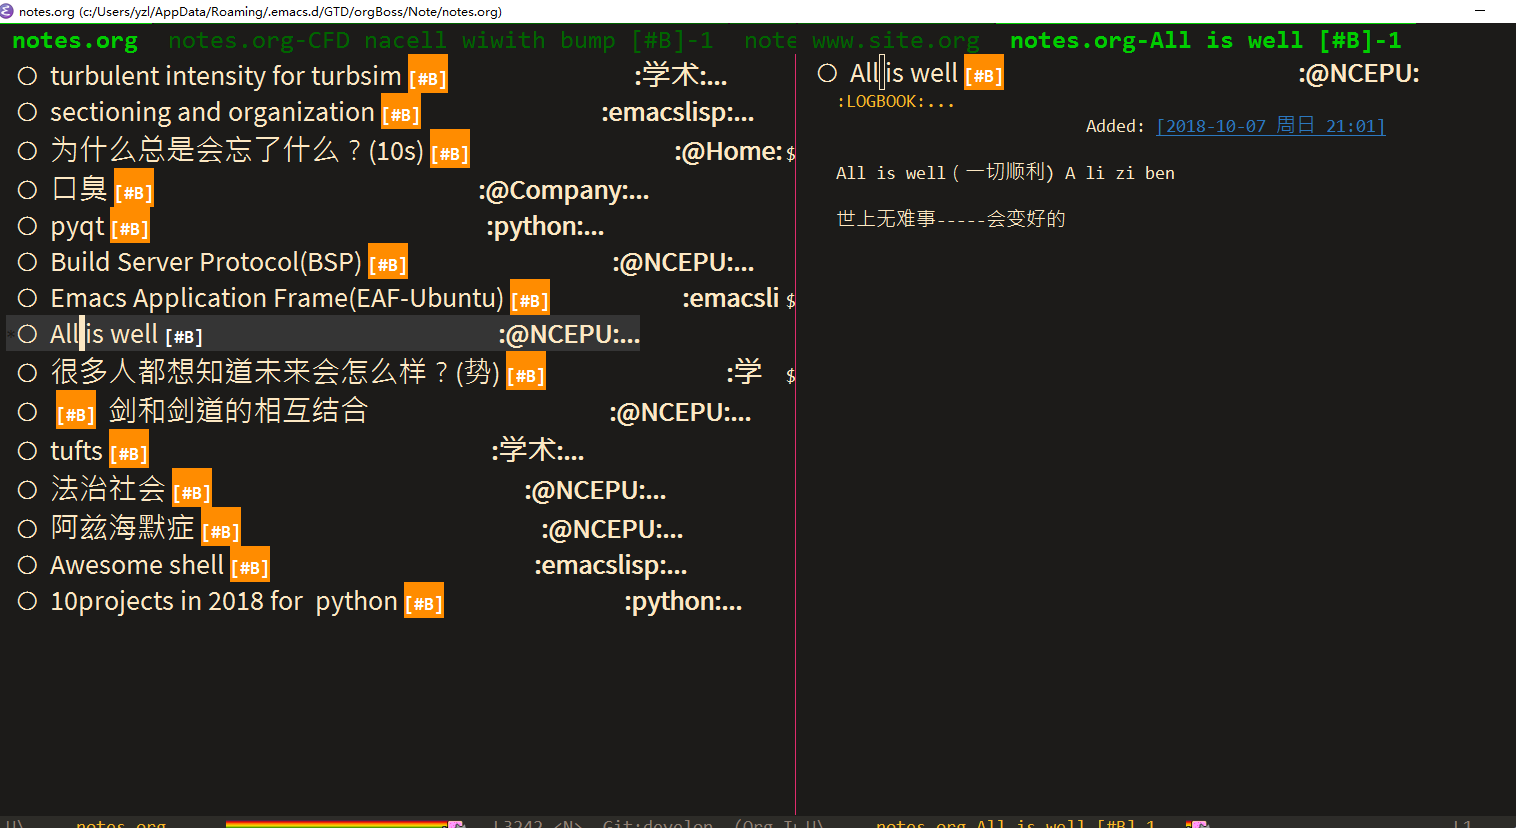 notes.org (c:/Users/yzl/AppData/Roaming/.emacs.d/GTD/orgBoss/Note/notes.org)
notes.org notes.org-CFD nacell wiwith bump [#B]-1 note
turbulent intensity for turbsim [#B] :学术:...
sectioning and organization [#B] :emacslisp:...
为什么总是会忘了什么？(10s) [#B] :@Home: $
口臭 [#B] :@Company:...
pyqt [#B] :python:...
Build Server Protocol(BSP) [#B] :@NCEPU:...
Emacs Application Frame(EAF-Ubuntu) [#B] :emacsli $
* All is well [#B] :@NCEPU:...
很多人都想知道未来会怎么样？(势) [#B] :学 $
[#B] 剑和剑道的相互结合 :@NCEPU:...
tufts [#B] :学术:...
法治社会 [#B] :@NCEPU:...
阿兹海默症 [#B] :@NCEPU:...
Awesome shell [#B] :emacslisp:...
10projects in 2018 for  python [#B] :python:...
www.site.org notes.org-All is well [#B]-1
All is well [#B] :@NCEPU:
:LOGBOOK:...
Added: [2018-10-07 周日 21:01]
All is well（一切顺利) A li zi ben
世上无难事-----会变好的
notes.org L3242 <N> Git:develop (Org I
notes.org-All is well [#B]-1 L1